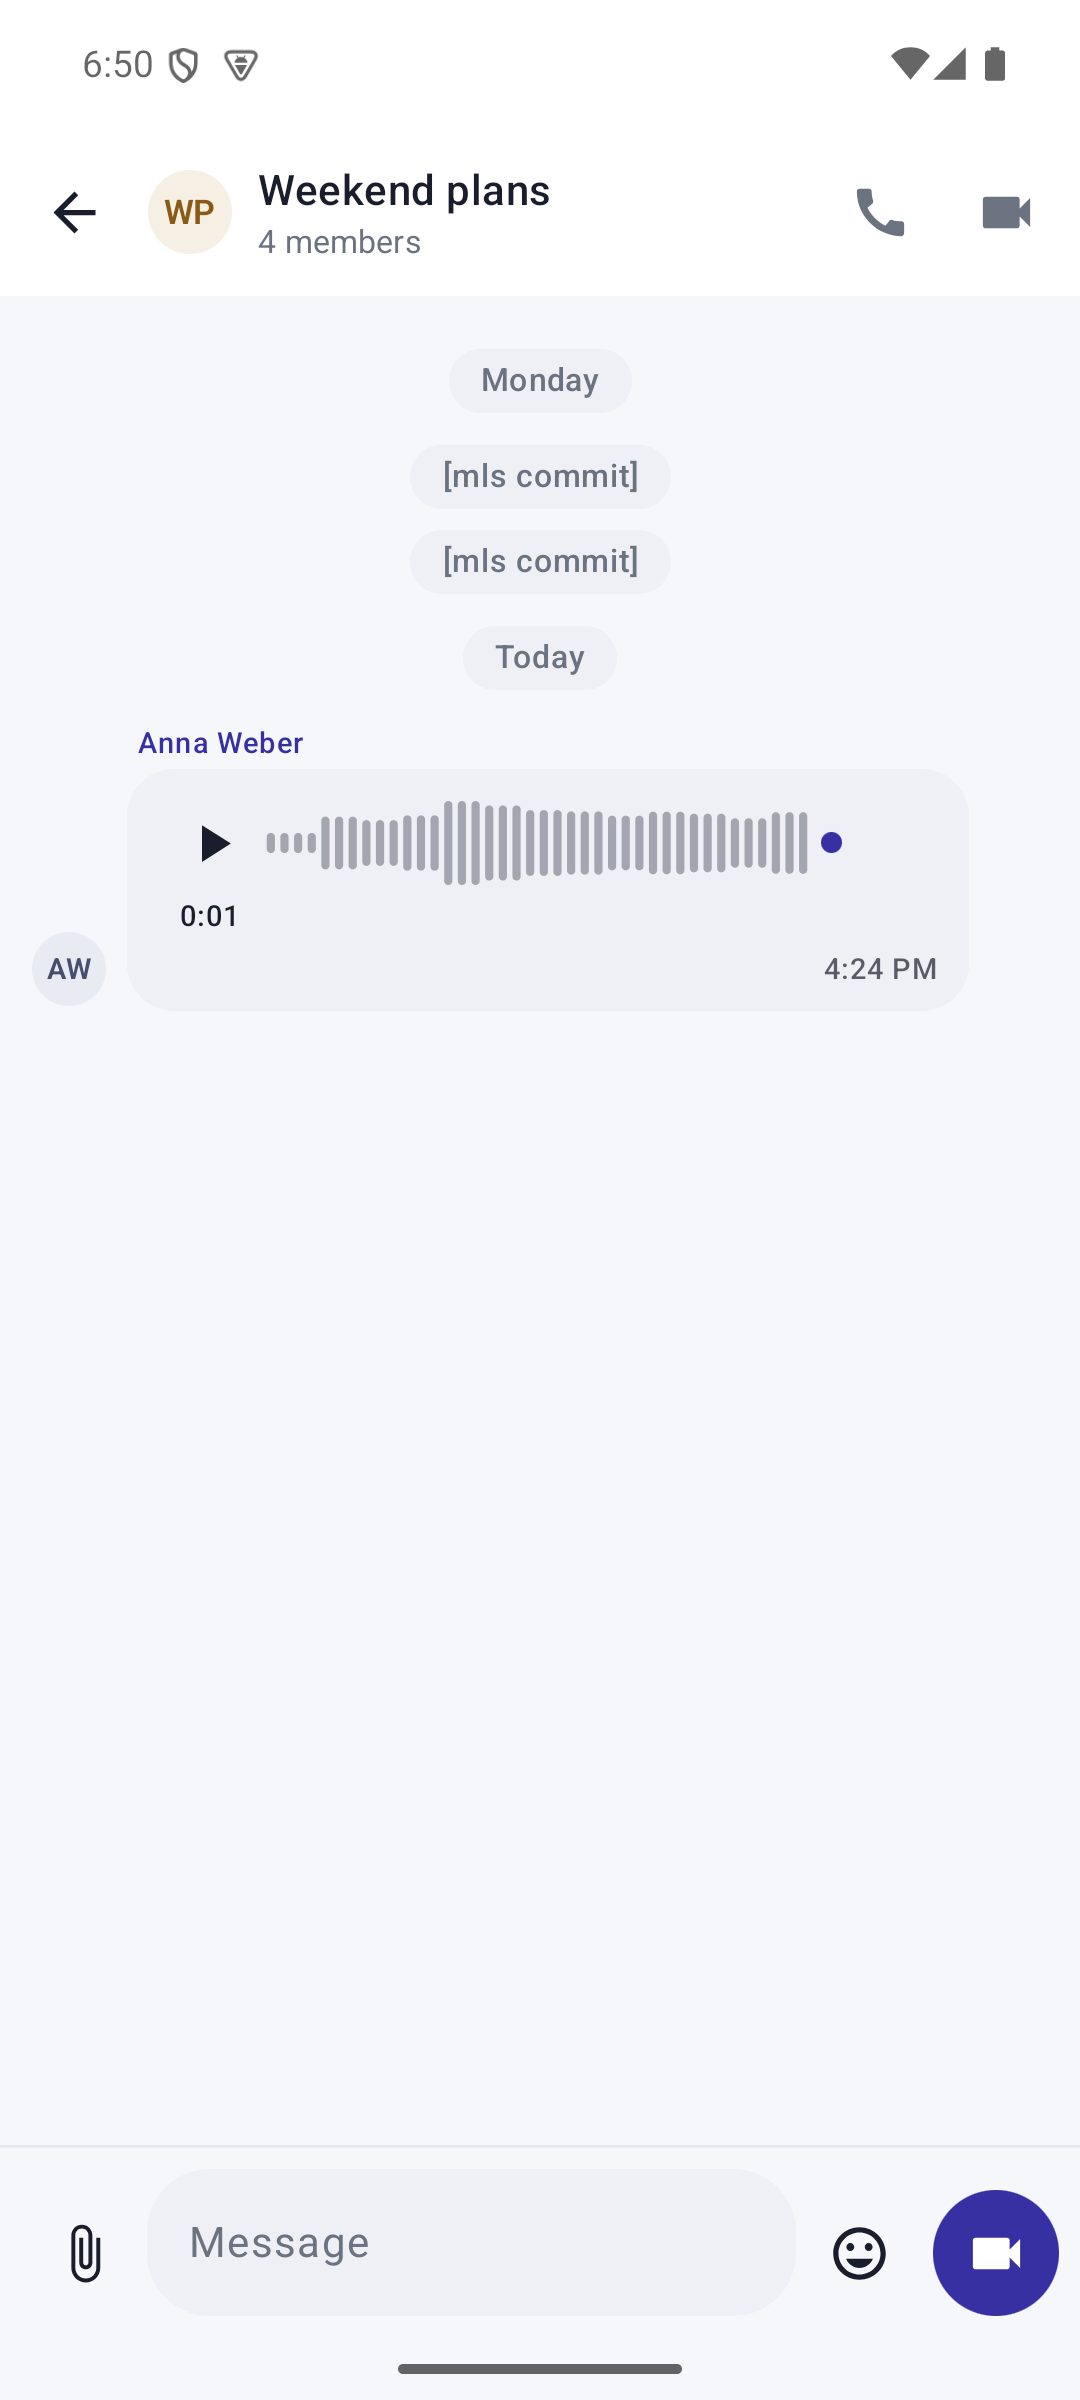 6:50
WP
Weekend plans
4 members
Monday
[mls commit]
[mls commit]
Today
Anna Weber
0:01
AW
4:24 PM
Message